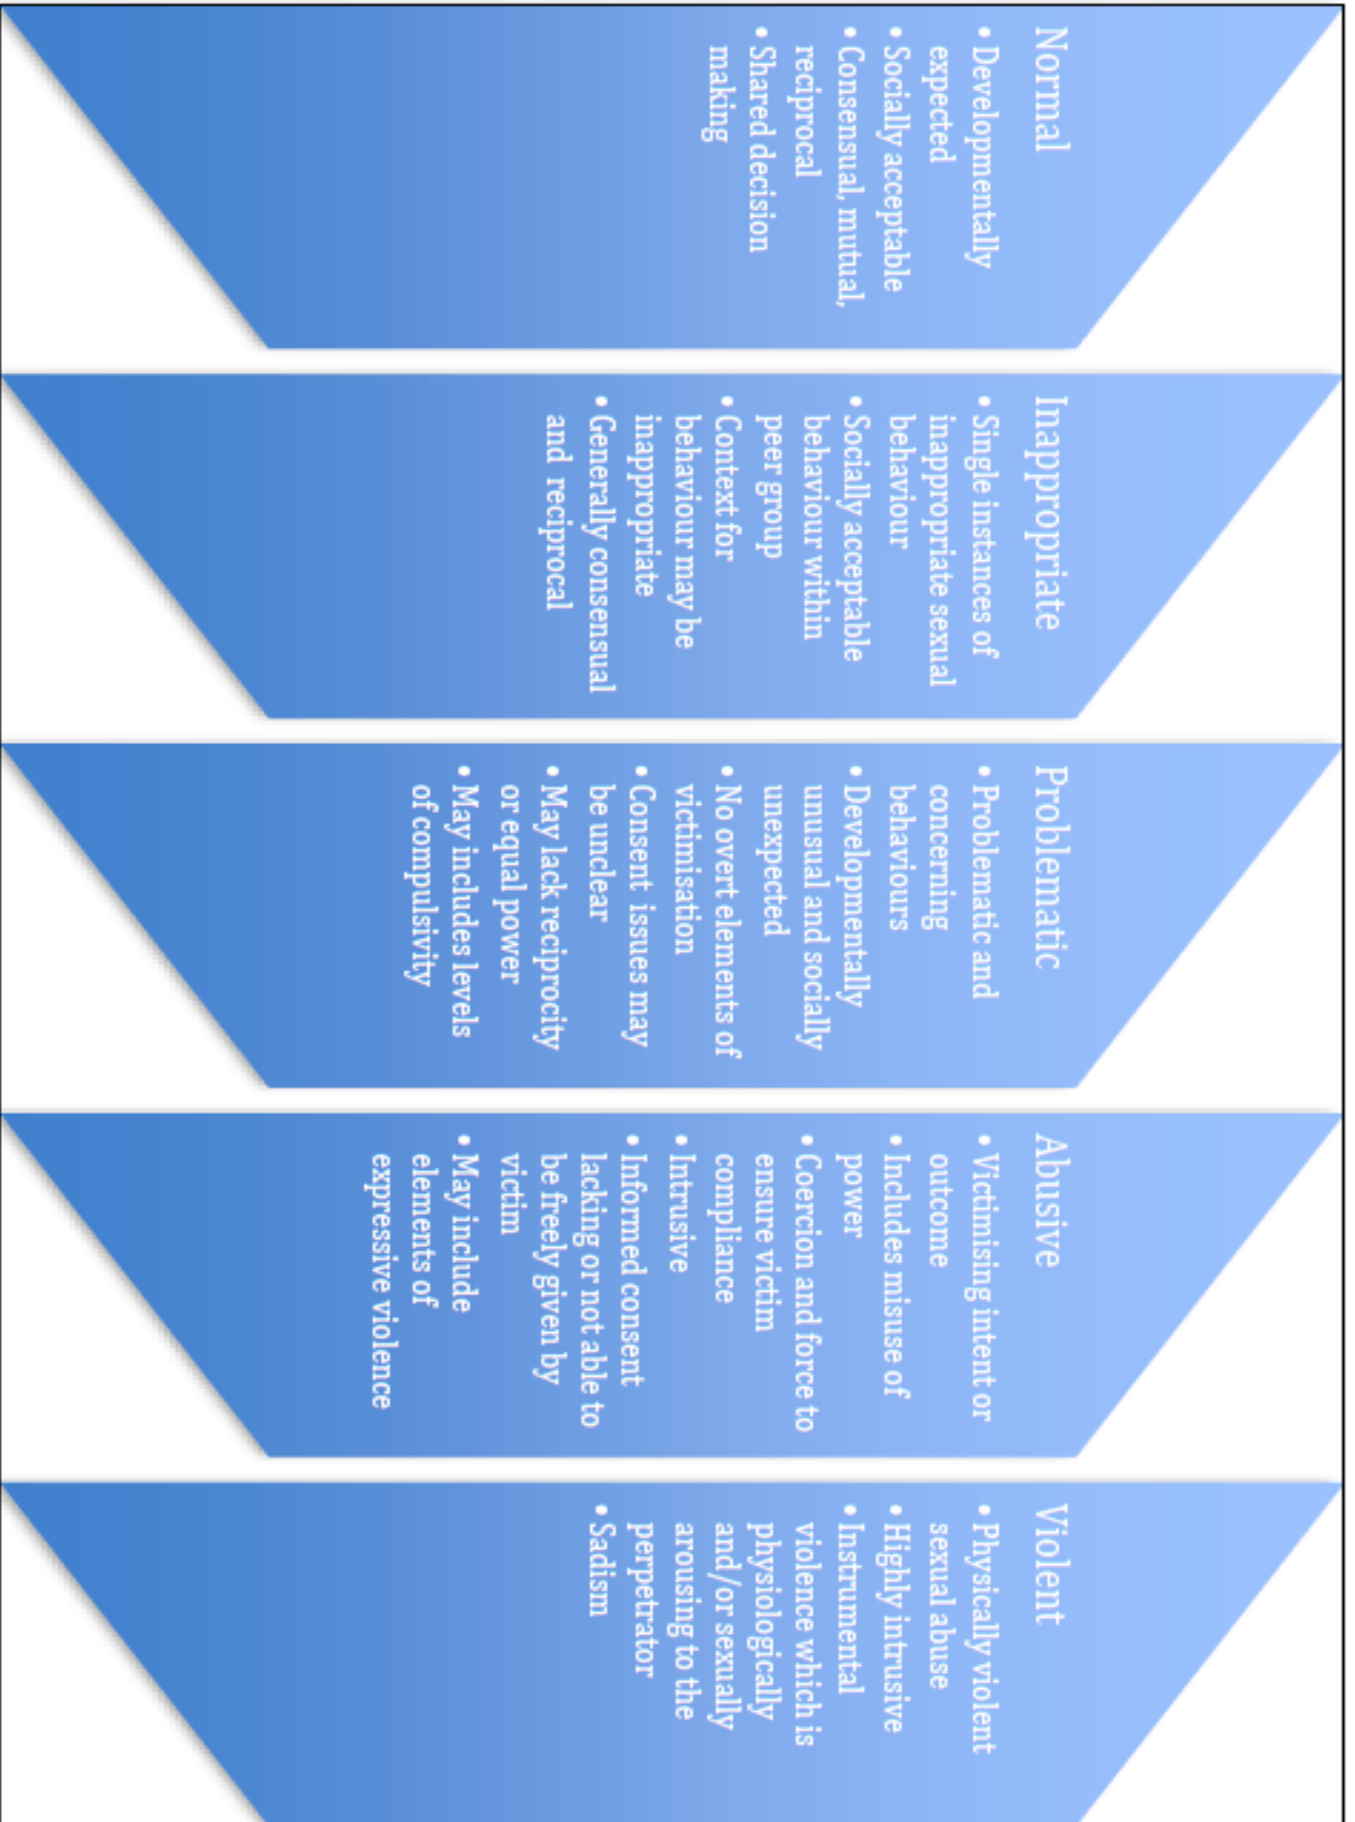 Normal
• Developmentally
expected
• Socially acceptable
• Consensual, mutual,
reciprocal
• Shared decision
making
Inappropriate
• Single instances of
inappropriate sexual
behaviour
• Socially acceptable
behaviour within
peer group
• Context for
behaviour may be
inappropriate
• Generally consensual
and reciprocal
Problematic
• Problematic and
concerning
behaviours
• Developmentally
unusual and socially
unexpected
• No overt elements of
victimisation
• Consent issues may
be unclear
• May lack reciprocity
or equal power
• May includes levels
of compulsivity
Abusive
• Victimising intent or
outcome
• Includes misuse of
power
• Coercion and force to
ensure victim
compliance
• Intrusive
• Informed consent
lacking or not able to
be freely given by
victim
• May include
elements of
expressive violence
Violent
• Physically violent
sexual abuse
• Highly intrusive
• Instrumental
violence which is
physiologically
and/or sexually
arousing to the
perpetrator
• Sadism